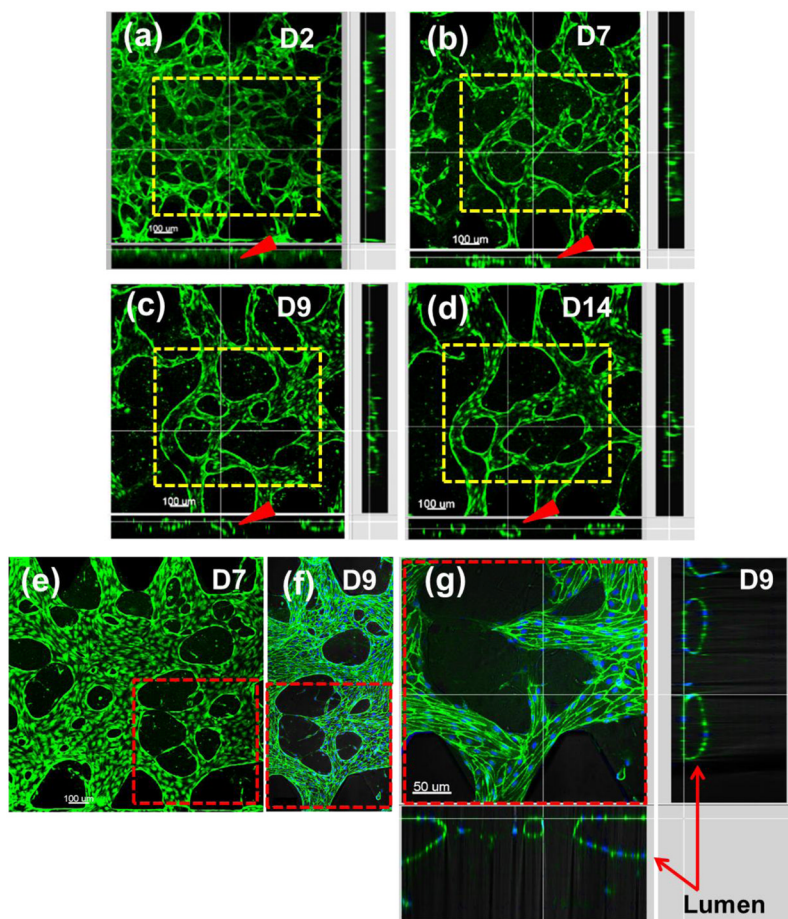 (a) D2
100 um
(b) D7
100 um
(c) D9
100 um
(d) D14
100 um
(e) D7
100 um
(f) D9
(g) D9
50 um
Lumen